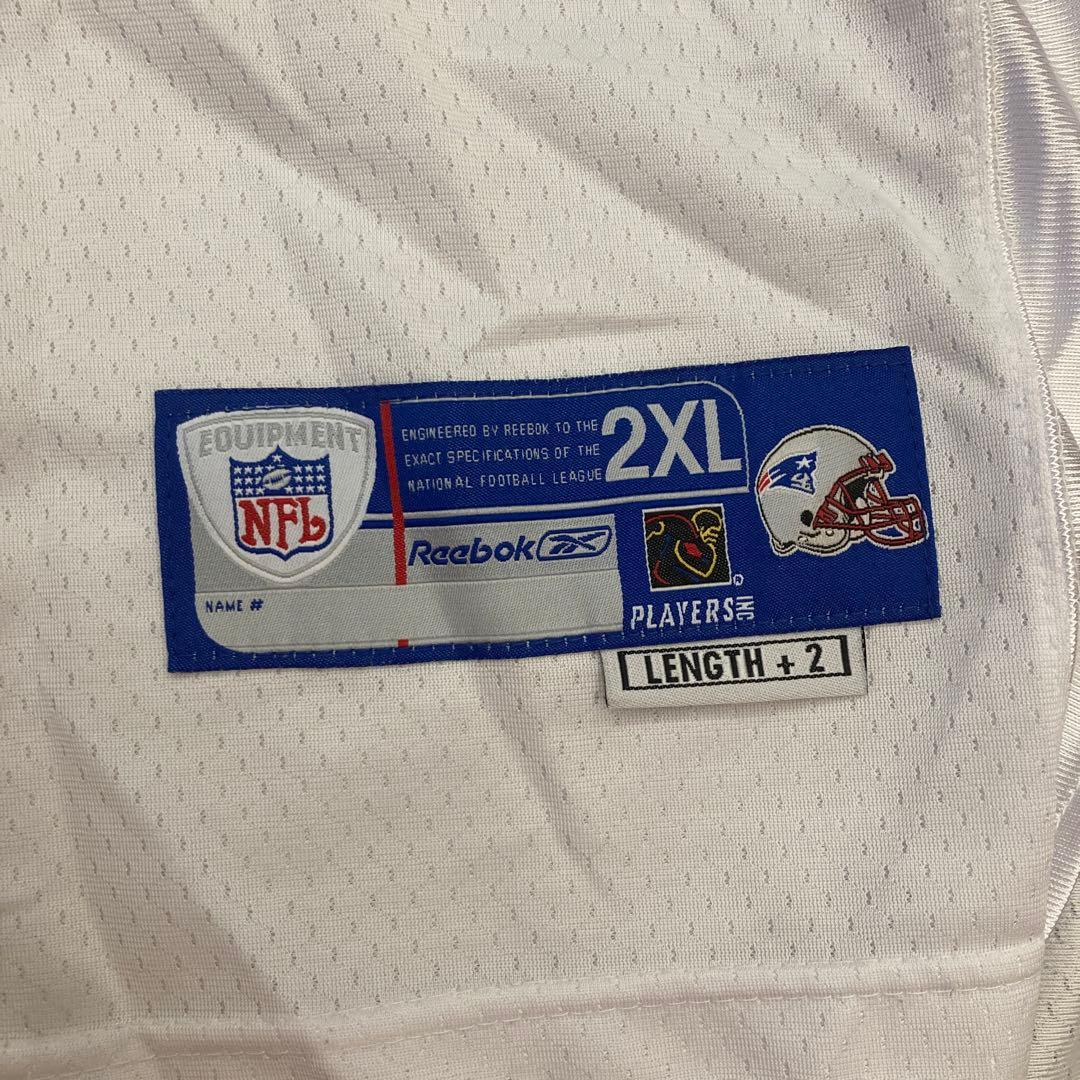 EQUIPMENT
NFL
ENGINEERED BY REEBOK TO THE
EXACT SPECIFICATIONS OF THE
NATIONAL FOOTBALL LEAGUE
2XL
Reebok
NAME #
PLAYERS INC ®
LENGTH + 2